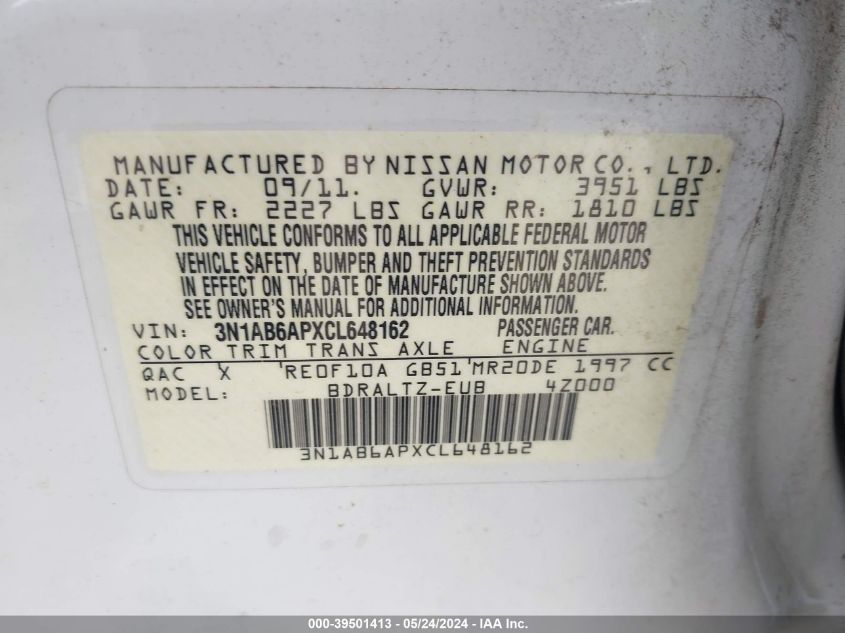 MANUFACTURED BY NISSAN MOTOR CO., LTD.
DATE: 09/11. GVWR: 3951 LBS
GAWR FR: 2227 LBS GAWR RR: 1810 LBS
THIS VEHICLE CONFORMS TO ALL APPLICABLE FEDERAL MOTOR
VEHICLE SAFETY, BUMPER AND THEFT PREVENTION STANDARDS
IN EFFECT ON THE DATE OF MANUFACTURE SHOWN ABOVE.
SEE OWNER'S MANUAL FOR ADDITIONAL INFORMATION.
VIN: 3N1AB6APXCL648162 PASSENGER CAR.
COLOR TRIM TRANS AXLE ENGINE
QAC X 'RE0F10A GB51'MR20DE 1997 CC
MODEL: BDRALTZ-EUB 4Z000
3N1AB6APXCL648162
000-39501413 - 05/24/2024 - IAA Inc.